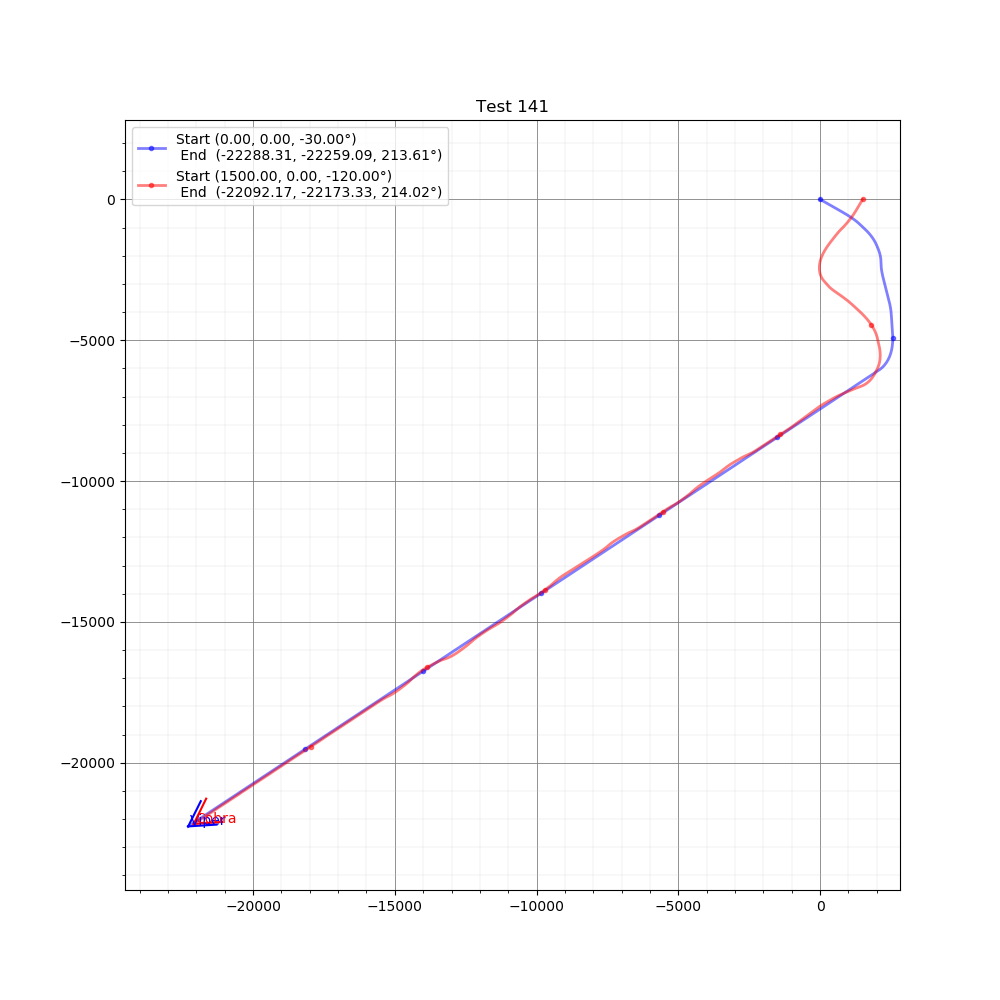 Test 141
Start (0.00, 0.00, -30.00°)
End (-22288.31, -22259.09, 213.61°)
Start (1500.00, 0.00, -120.00°)
End (-22092.17, -22173.33, 214.02°)
0
−5000
−10000
−15000
−20000
−20000
−15000
−10000
−5000
0